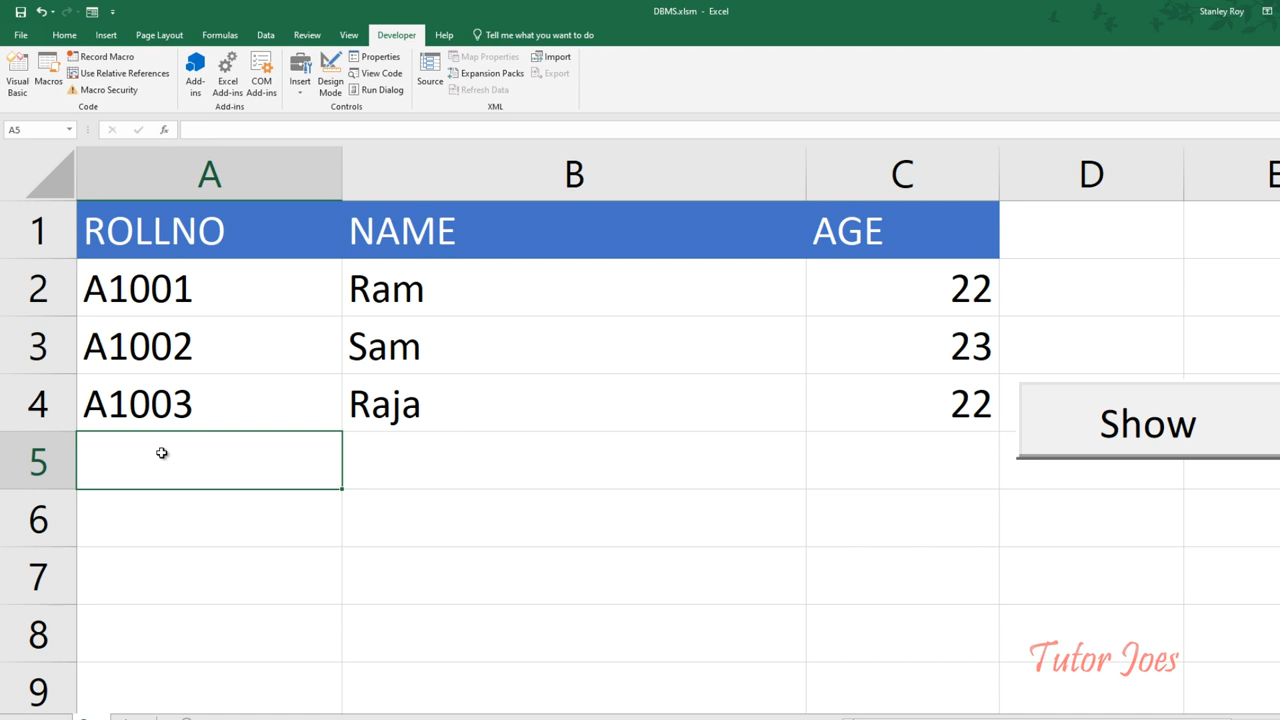 DBMS.xlsm - Excel
Stanley Roy
File Home Insert Page Layout Formulas Data Review View Developer Help Tell me what you want to do
Visual Basic
Macros
Record Macro
Use Relative References
Macro Security
Code
Add-ins
Excel Add-ins
COM Add-ins
Add-ins
Insert
Design Mode
Properties
View Code
Run Dialog
Controls
Source
Map Properties
Expansion Packs
Refresh Data
Import
Export
XML
A5
fx
A B C D E
1 ROLLNO NAME AGE
2 A1001 Ram 22
3 A1002 Sam 23
4 A1003 Raja 22
Show
5
6
7
8
Tutor Joes
9